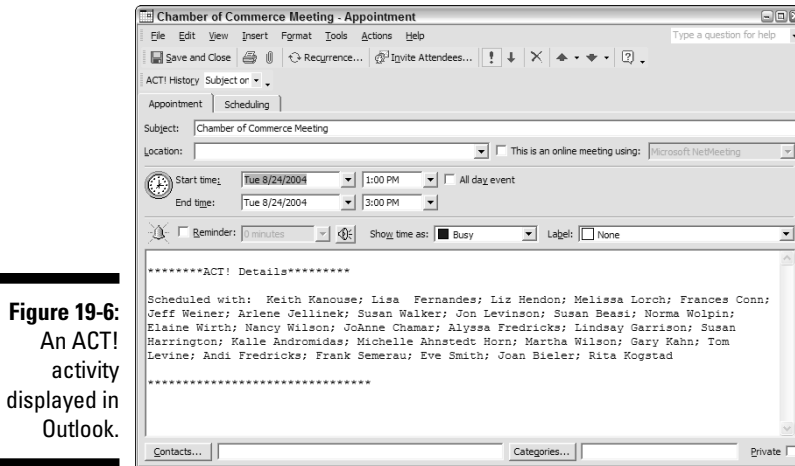 Chamber of Commerce Meeting - Appointment
File Edit View Insert Format Tools Actions Help Type a question for help
Save and Close Recurrence... Invite Attendees...
ACT! History Subject or
Appointment Scheduling
Subject: Chamber of Commerce Meeting
Location: This is an online meeting using: Microsoft NetMeeting
Start time: Tue 8/24/2004 1:00 PM All day event
End time: Tue 8/24/2004 3:00 PM
Reminder: 0 minutes Show time as: Busy Label: None
********ACT! Details*********
Scheduled with: Keith Kanouse; Lisa Fernandes; Liz Hendon; Melissa Lorch; Frances Conn;
Jeff Weiner; Arlene Jellinek; Susan Walker; Jon Levinson; Susan Beasi; Norma Wolpin;
Elaine Wirth; Nancy Wilson; JoAnne Chamar; Alyssa Fredricks; Lindsay Garrison; Susan
Harrington; Kalle Andromidas; Michelle Ahnstedt Horn; Martha Wilson; Gary Kahn; Tom
Levine; Andi Fredricks; Frank Semerau; Eve Smith; Joan Bieler; Rita Kogstad
********************************
Contacts... Categories... Private
Figure 19-6:
An ACT!
activity
displayed in
Outlook.